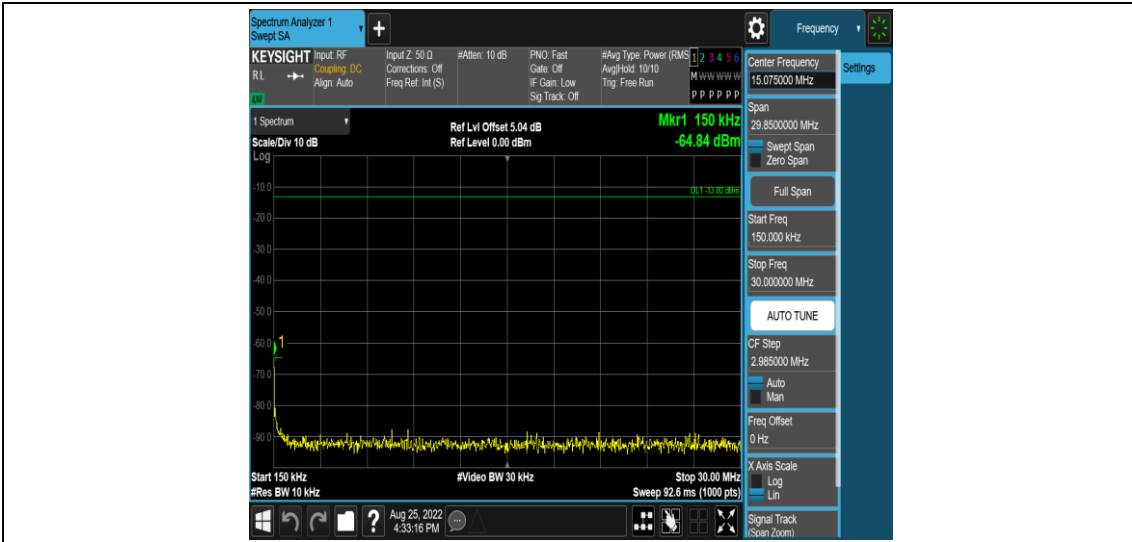 Spectrum Analyzer 1
Swept SA
+
Frequency
KEYSIGHT
RL
LNI
Input: RF
Coupling: DC
Align: Auto
Input Z: 50 Ω
Corrections: Off
Freq Ref: Int (S)
#Atten: 10 dB
PNO: Fast
Gate: Off
IF Gain: Low
Sig Track: Off
#Avg Type: Power (RMS
Avg|Hold: 10/10
Trig: Free Run
1 2 3 4 5 6
M W W W W W
P P P P P P
1 Spectrum
Scale/Div 10 dB
Log
Ref Lvl Offset 5.04 dB
Ref Level 0.00 dBm
Mkr1 150 kHz
-64.84 dBm
DL1 -13.00 dBm
-10.0
-20.0
-30.0
-40.0
-50.0
-60.0
1
-70.0
-80.0
-90.0
Start 150 kHz
#Res BW 10 kHz
#Video BW 30 kHz
Stop 30.00 MHz
Sweep 92.6 ms (1000 pts)
?
Aug 25, 2022
4:33:16 PM
Center Frequency
15.075000 MHz
Settings
Span
29.8500000 MHz
Swept Span
Zero Span
Full Span
Start Freq
150.000 kHz
Stop Freq
30.000000 MHz
AUTO TUNE
CF Step
2.985000 MHz
Auto
Man
Freq Offset
0 Hz
X Axis Scale
Log
Lin
Signal Track
(Span Zoom)